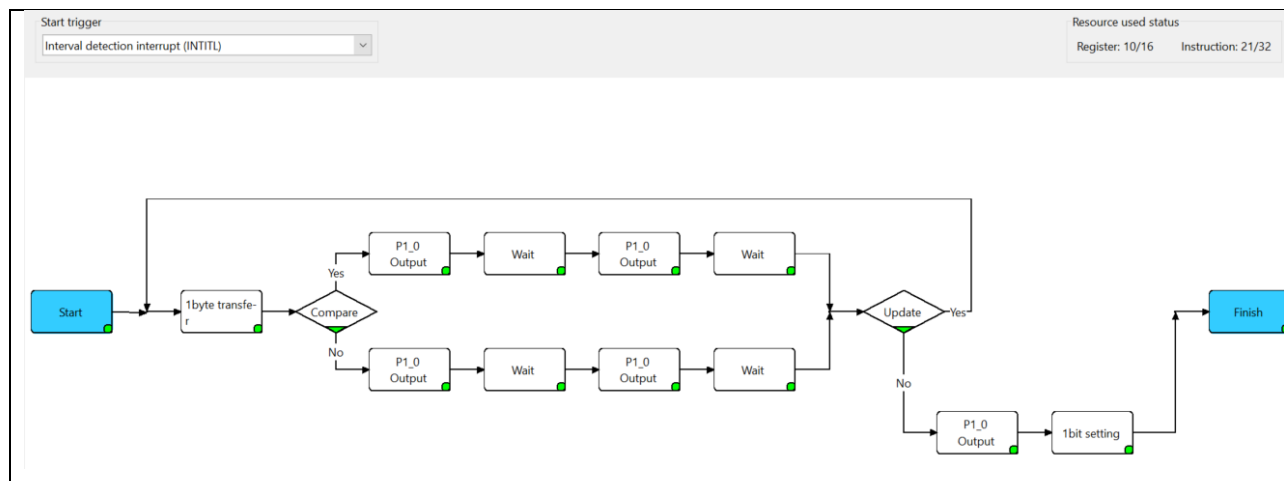 Start trigger
Interval detection interrupt (INTITL)
Resource used status
Register: 10/16 Instruction: 21/32
P1_0
Output
Wait
P1_0
Output
Wait
Yes
Start
1byte transfe-
r
Compare
Update
Yes
Finish
No
P1_0
Output
Wait
P1_0
Output
Wait
No
P1_0
Output
1bit setting